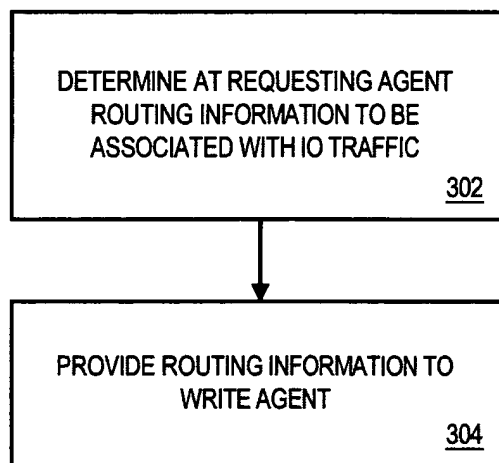 DETERMINE AT REQUESTING AGENT
ROUTING INFORMATION TO BE
ASSOCIATED WITH IO TRAFFIC
302
PROVIDE ROUTING INFORMATION TO
WRITE AGENT
304